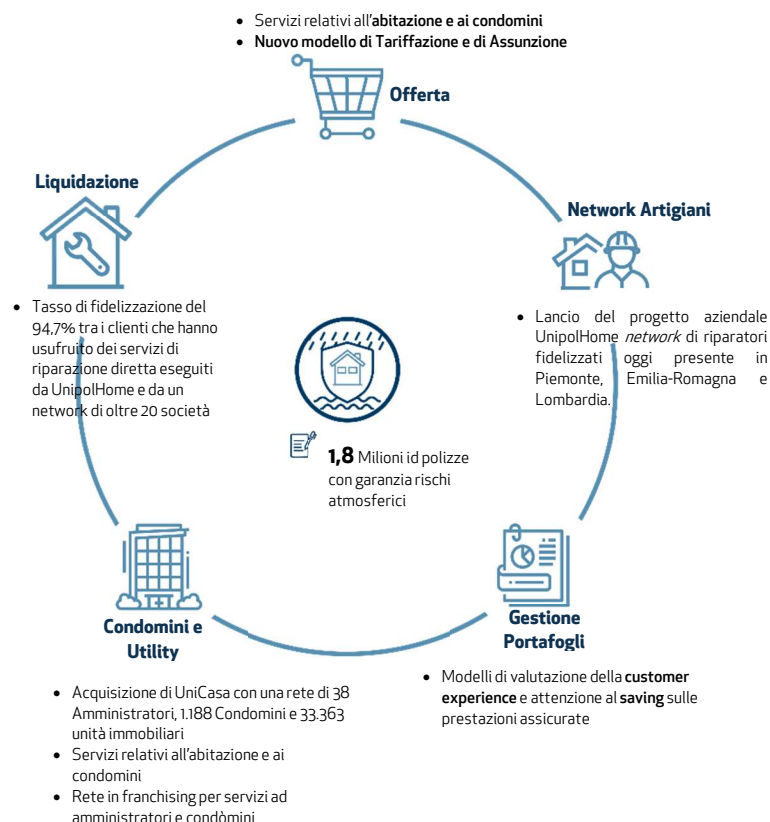 • Servizi relativi all'abitazione e ai condomini
• Nuovo modello di Tariffazione e di Assunzione
Offerta
Liquidazione
• Tasso di fidelizzazione del
94,7% tra i clienti che hanno
usufruito dei servizi di
riparazione diretta eseguiti
da UnipolHome e da un
network di oltre 20 società
Network Artigiani
• Lancio del progetto aziendale
UnipolHome network di riparatori
fidelizzati oggi presente in
Piemonte, Emilia-Romagna e
Lombardia.
1,8 Milioni id polizze
con garanzia rischi
atmosferici
Condomini e
Utility
• Acquisizione di UniCasa con una rete di 38
Amministratori, 1.188 Condomini e 33.363
unità immobiliari
• Servizi relativi all'abitazione e ai
condomini
• Rete in franchising per servizi ad
amministratori e condòmini
Gestione
Portafogli
• Modelli di valutazione della customer
experience e attenzione al saving sulle
prestazioni assicurate